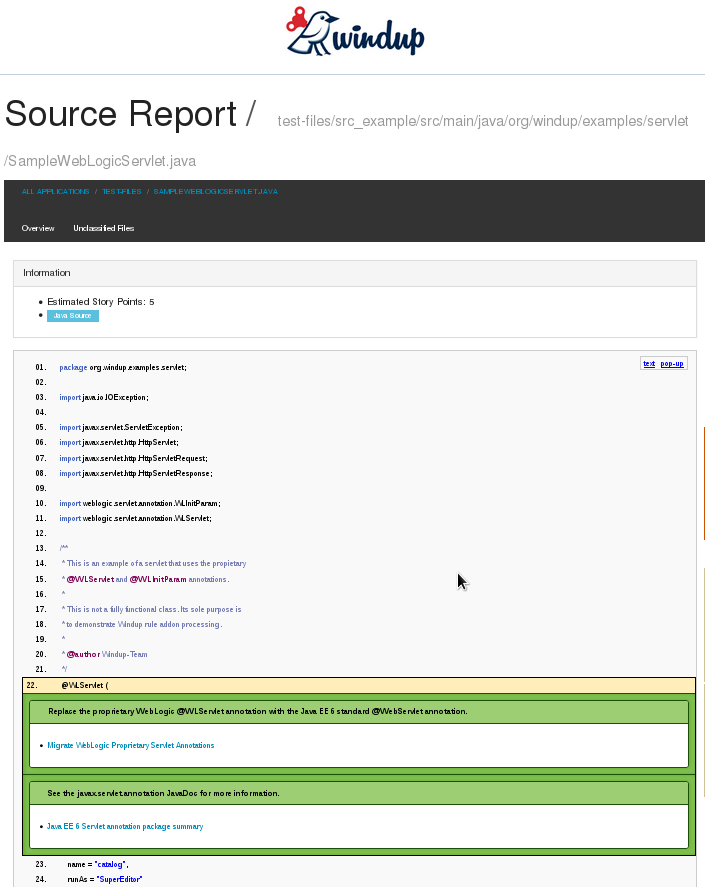 windup
Source Report / test-files/src_example/src/main/java/org/windup/examples/servlet
/SampleWebLogicServlet.java
ALL APPLICATIONS / TEST-FILES / SAMPLEWEBLOGICSERVLET.JAVA
Overview Unclassified Files
Information
• Estimated Story Points: 5
• Java Source
text pop-up
01. package org.windup.examples.servlet;
02.
03. import java.io.IOException;
04.
05. import javax.servlet.ServletException;
06. import javax.servlet.http.HttpServlet;
07. import javax.servlet.http.HttpServletRequest;
08. import javax.servlet.http.HttpServletResponse;
09.
10. import weblogic.servlet.annotation.WLInitParam;
11. import weblogic.servlet.annotation.WLServlet;
12.
13. /**
14. * This is an example of a servlet that uses the propietary
15. * @WLServlet and @WLInitParam annotations.
16. *
17. * This is not a fully functional class. Its sole purpose is
18. * to demonstrate Windup rule addon processing.
19. *
20. * @author Windup-Team
21. */
22. @WLServlet (
Replace the proprietary WebLogic @WLServlet annotation with the Java EE 6 standard @WebServlet annotation.
• Migrate WebLogic Proprietary Servlet Annotations
See the javax.servlet.annotation JavaDoc for more information.
• Java EE 6 Servlet annotation package summary
23. name = "catalog",
24. runAs = "SuperEditor"